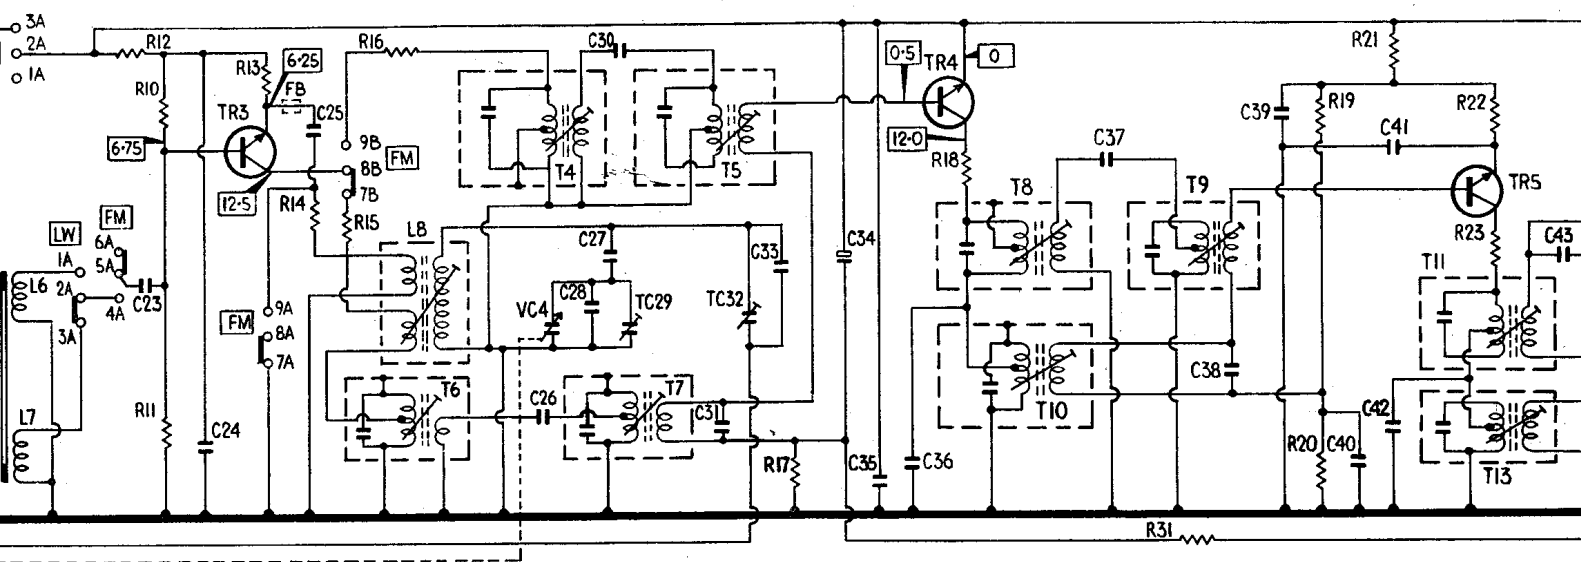 3A
2A
1A
R12
R10
6·75
TR3
R13
6·25
FB
C25
12·5
R14
R16
9B
8B
7B
FM
R15
C30
T4
T5
0·5
TR4
0
12·0
R18
C37
T8
T9
R21
C39
R19
R22
C41
TR5
R23
C43
T11
LW
FM
6A
5A
1A
2A
4A
3A
C23
L6
L7
R11
C24
9A
8A
7A
FM
L8
C27
C28
VC4
TC29
TC32
C33
C34
T6
C26
T7
C31
R17
C35
C36
T10
C38
R20
C40
C42
T13
R31